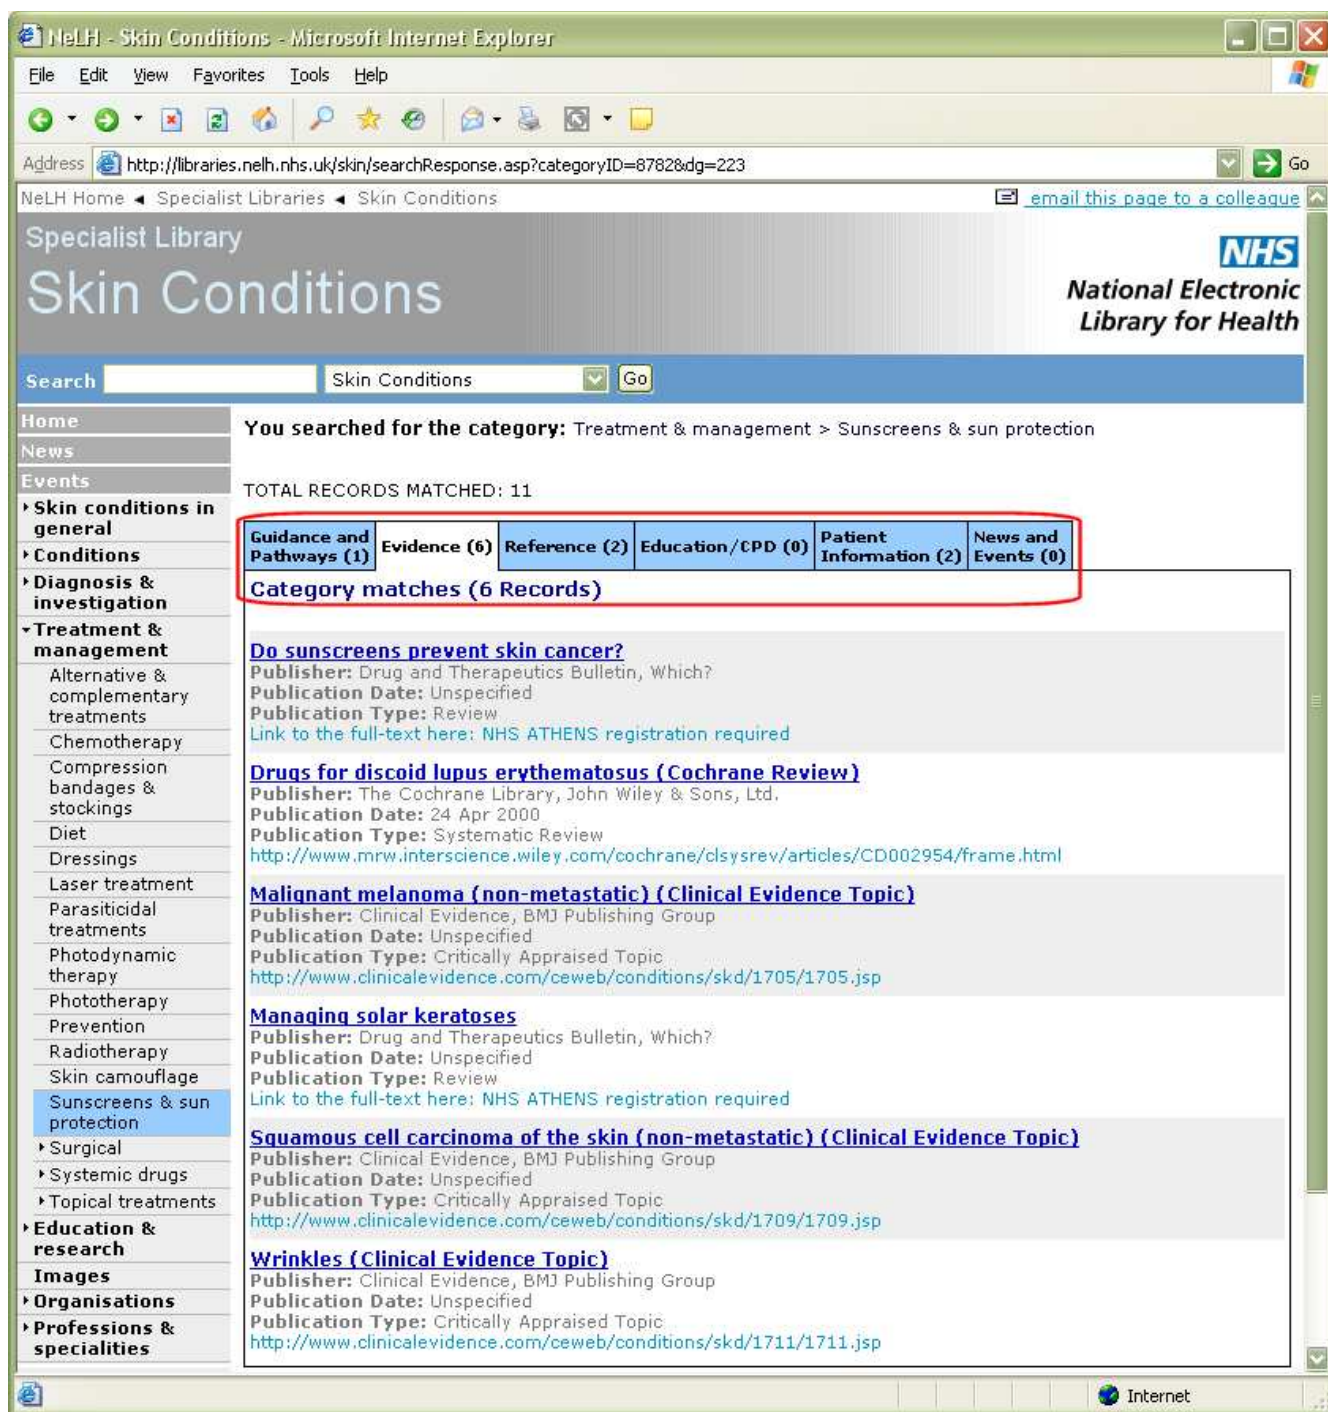 NeLH - Skin Conditions - Microsoft Internet Explorer
File Edit View Favorites Tools Help
Address http://libraries.nelh.nhs.uk/skin/searchResponse.asp?categoryID=8782&dg=223 Go
NeLH Home ◄ Specialist Libraries ◄ Skin Conditions email this page to a colleague
Specialist Library
Skin Conditions
NHS
National Electronic
Library for Health
Search Skin Conditions Go
Home
News
Events
Skin conditions in
general
Conditions
Diagnosis &
investigation
Treatment &
management
Alternative &
complementary
treatments
Chemotherapy
Compression
bandages &
stockings
Diet
Dressings
Laser treatment
Parasiticidal
treatments
Photodynamic
therapy
Phototherapy
Prevention
Radiotherapy
Skin camouflage
Sunscreens & sun
protection
Surgical
Systemic drugs
Topical treatments
Education &
research
Images
Organisations
Professions &
specialities
You searched for the category: Treatment & management > Sunscreens & sun protection
TOTAL RECORDS MATCHED: 11
Guidance and
Pathways (1)
Evidence (6)
Reference (2)
Education/CPD (0)
Patient
Information (2)
News and
Events (0)
Category matches (6 Records)
Do sunscreens prevent skin cancer?
Publisher: Drug and Therapeutics Bulletin, Which?
Publication Date: Unspecified
Publication Type: Review
Link to the full-text here: NHS ATHENS registration required
Drugs for discoid lupus erythematosus (Cochrane Review)
Publisher: The Cochrane Library, John Wiley & Sons, Ltd.
Publication Date: 24 Apr 2000
Publication Type: Systematic Review
http://www.mrw.interscience.wiley.com/cochrane/clsysrev/articles/CD002954/frame.html
Malignant melanoma (non-metastatic) (Clinical Evidence Topic)
Publisher: Clinical Evidence, BMJ Publishing Group
Publication Date: Unspecified
Publication Type: Critically Appraised Topic
http://www.clinicalevidence.com/ceweb/conditions/skd/1705/1705.jsp
Managing solar keratoses
Publisher: Drug and Therapeutics Bulletin, Which?
Publication Date: Unspecified
Publication Type: Review
Link to the full-text here: NHS ATHENS registration required
Squamous cell carcinoma of the skin (non-metastatic) (Clinical Evidence Topic)
Publisher: Clinical Evidence, BMJ Publishing Group
Publication Date: Unspecified
Publication Type: Critically Appraised Topic
http://www.clinicalevidence.com/ceweb/conditions/skd/1709/1709.jsp
Wrinkles (Clinical Evidence Topic)
Publisher: Clinical Evidence, BMJ Publishing Group
Publication Date: Unspecified
Publication Type: Critically Appraised Topic
http://www.clinicalevidence.com/ceweb/conditions/skd/1711/1711.jsp
Internet